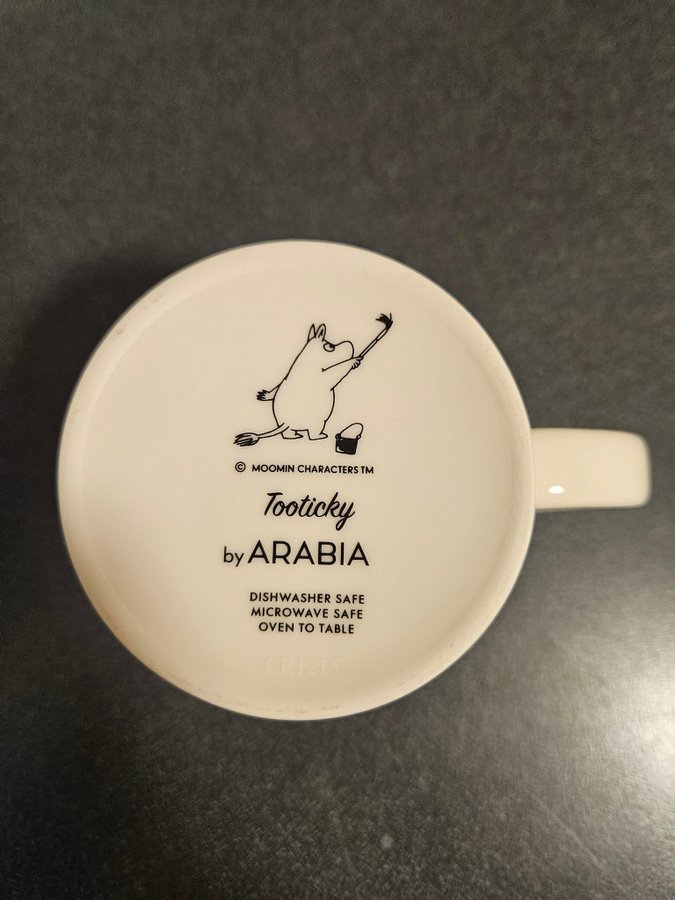 © MOOMIN CHARACTERS TM
Tooticky
by ARABIA
DISHWASHER SAFE
MICROWAVE SAFE
OVEN TO TABLE